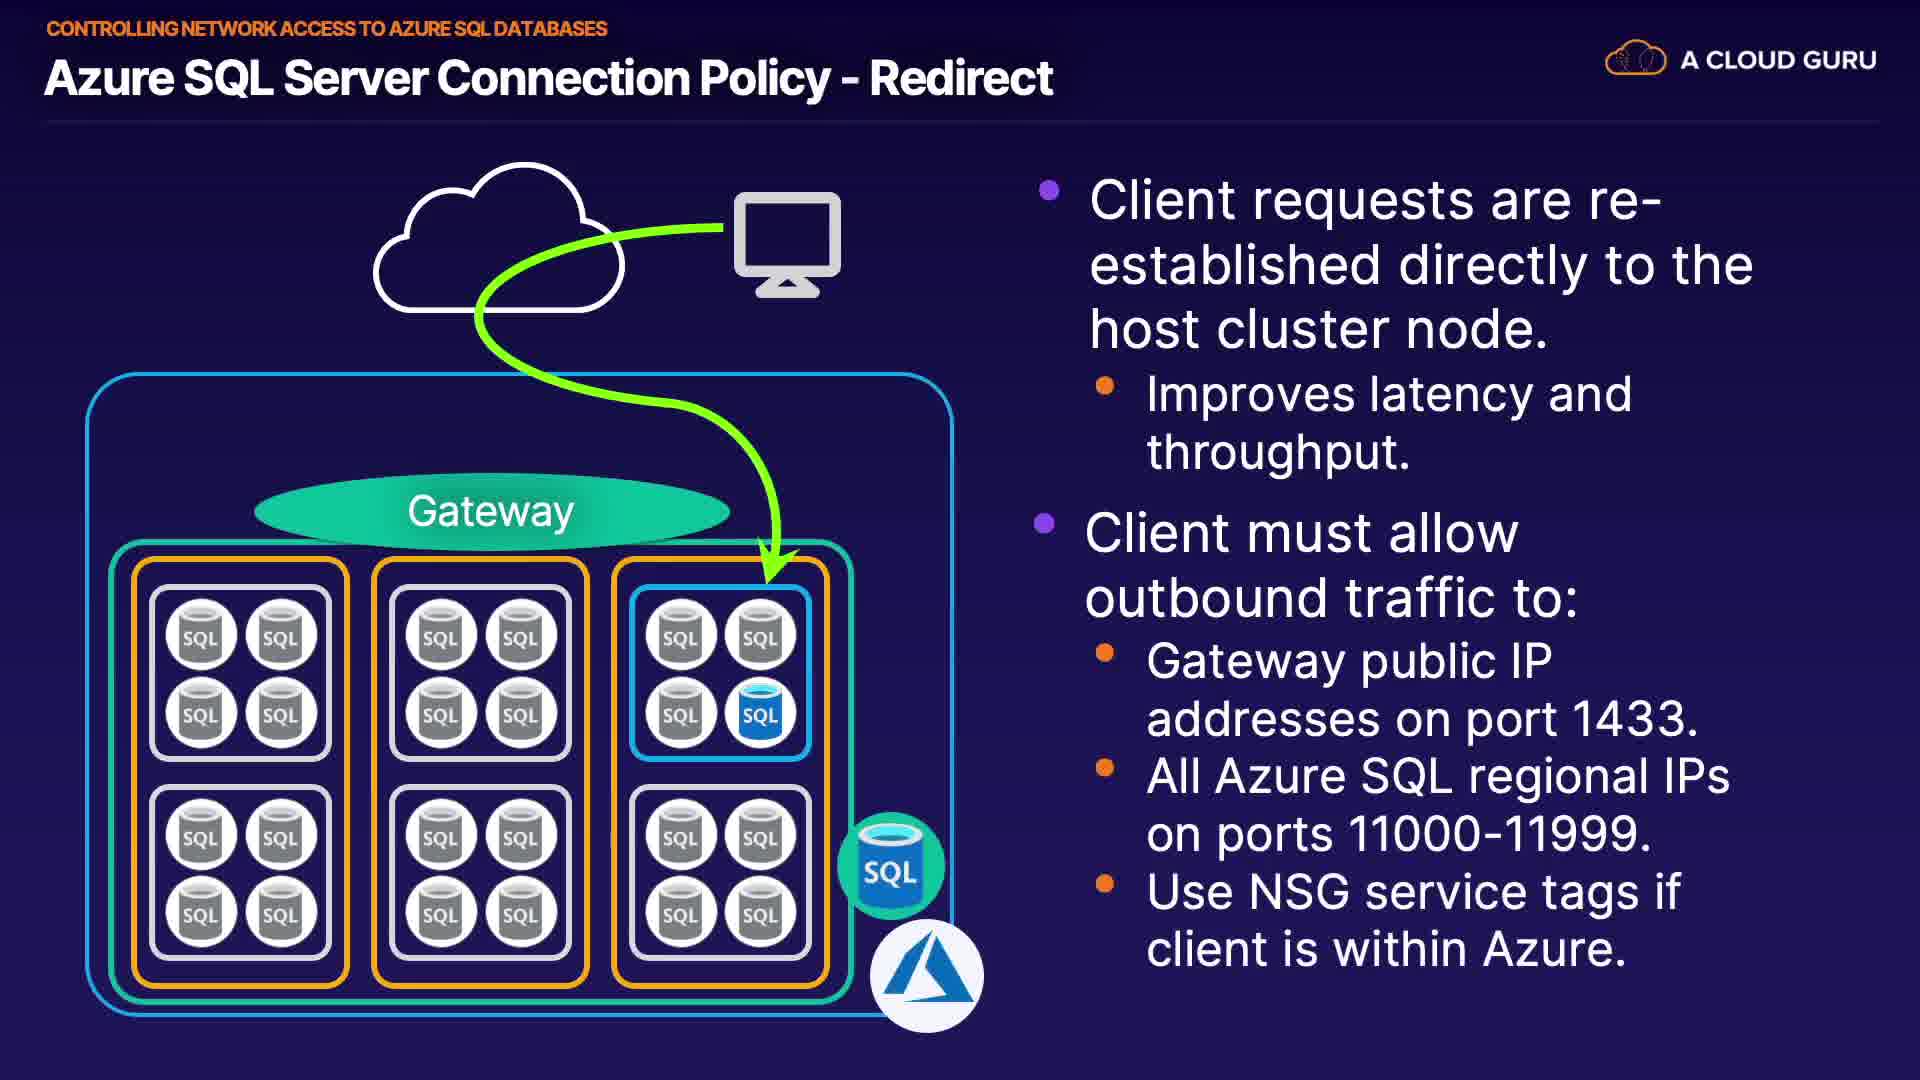 CONTROLLING NETWORK ACCESS TO AZURE SQL DATABASES
Azure SQL Server Connection Policy - Redirect
A CLOUD GURU
Client requests are re-
established directly to the
host cluster node.
Improves latency and
throughput.
Client must allow
outbound traffic to:
Gateway public IP
addresses on port 1433.
All Azure SQL regional IPs
on ports 11000-11999.
Use NSG service tags if
client is within Azure.
Gateway
SQL SQL SQL SQL SQL SQL
SQL SQL SQL SQL SQL SQL
SQL SQL SQL SQL SQL SQL
SQL SQL SQL SQL SQL SQL
SQL